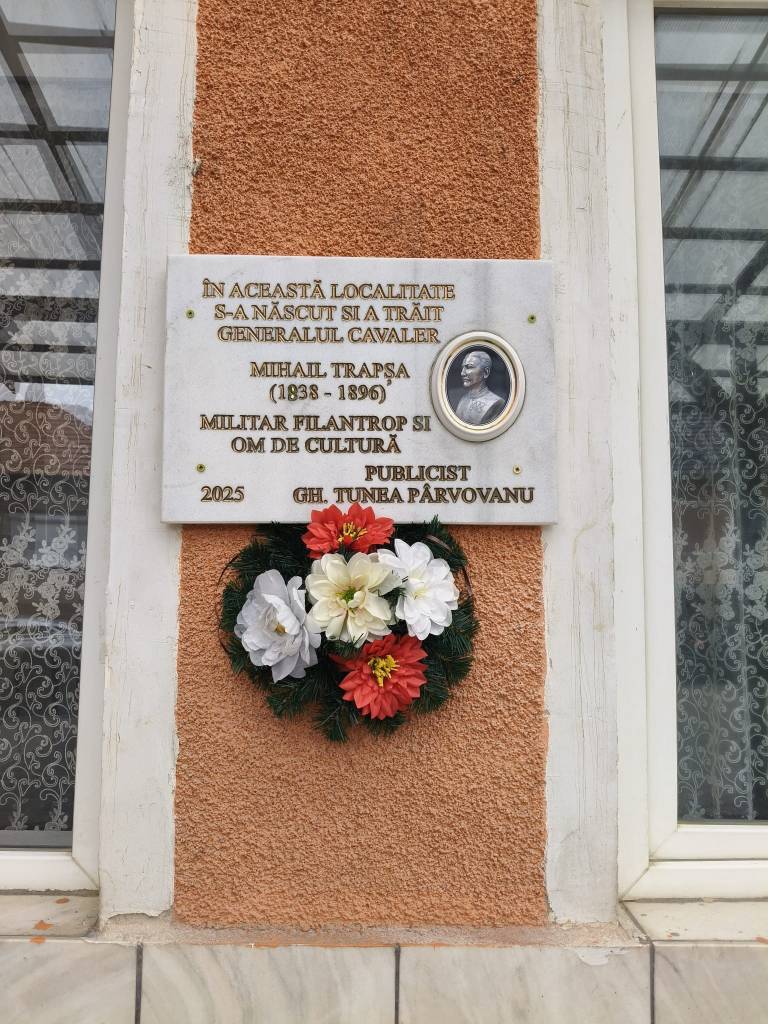 ÎN ACEASTĂ LOCALITATE
S-A NĂSCUT SI A TRĂIT
GENERALUL CAVALER
MIHAIL TRAPȘA
(1838 - 1896)
MILITAR FILANTROP SI
OM DE CULTURĂ
PUBLICIST
2025 GH. TUNEA PÂRVOVANU